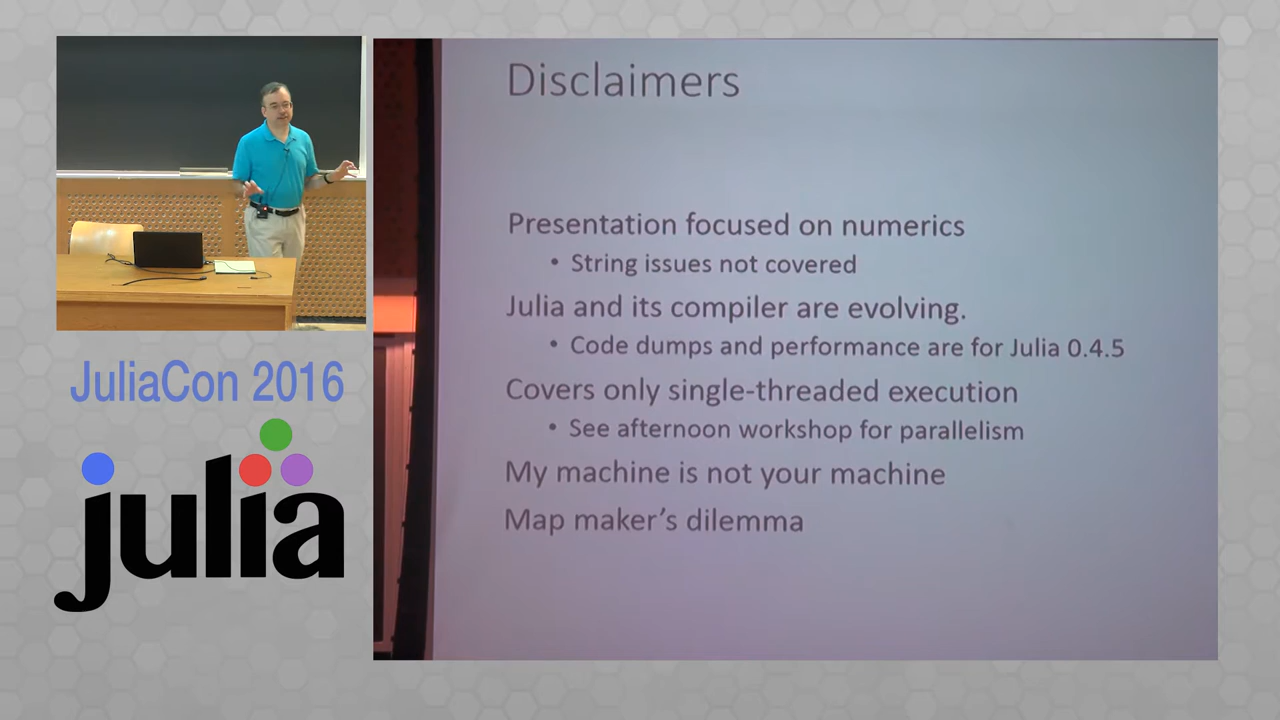 Disclaimers
Presentation focused on numerics
• String issues not covered
Julia and its compiler are evolving.
• Code dumps and performance are for Julia 0.4.5
Covers only single-threaded execution
• See afternoon workshop for parallelism
My machine is not your machine
Map maker's dilemma
JuliaCon 2016
julia